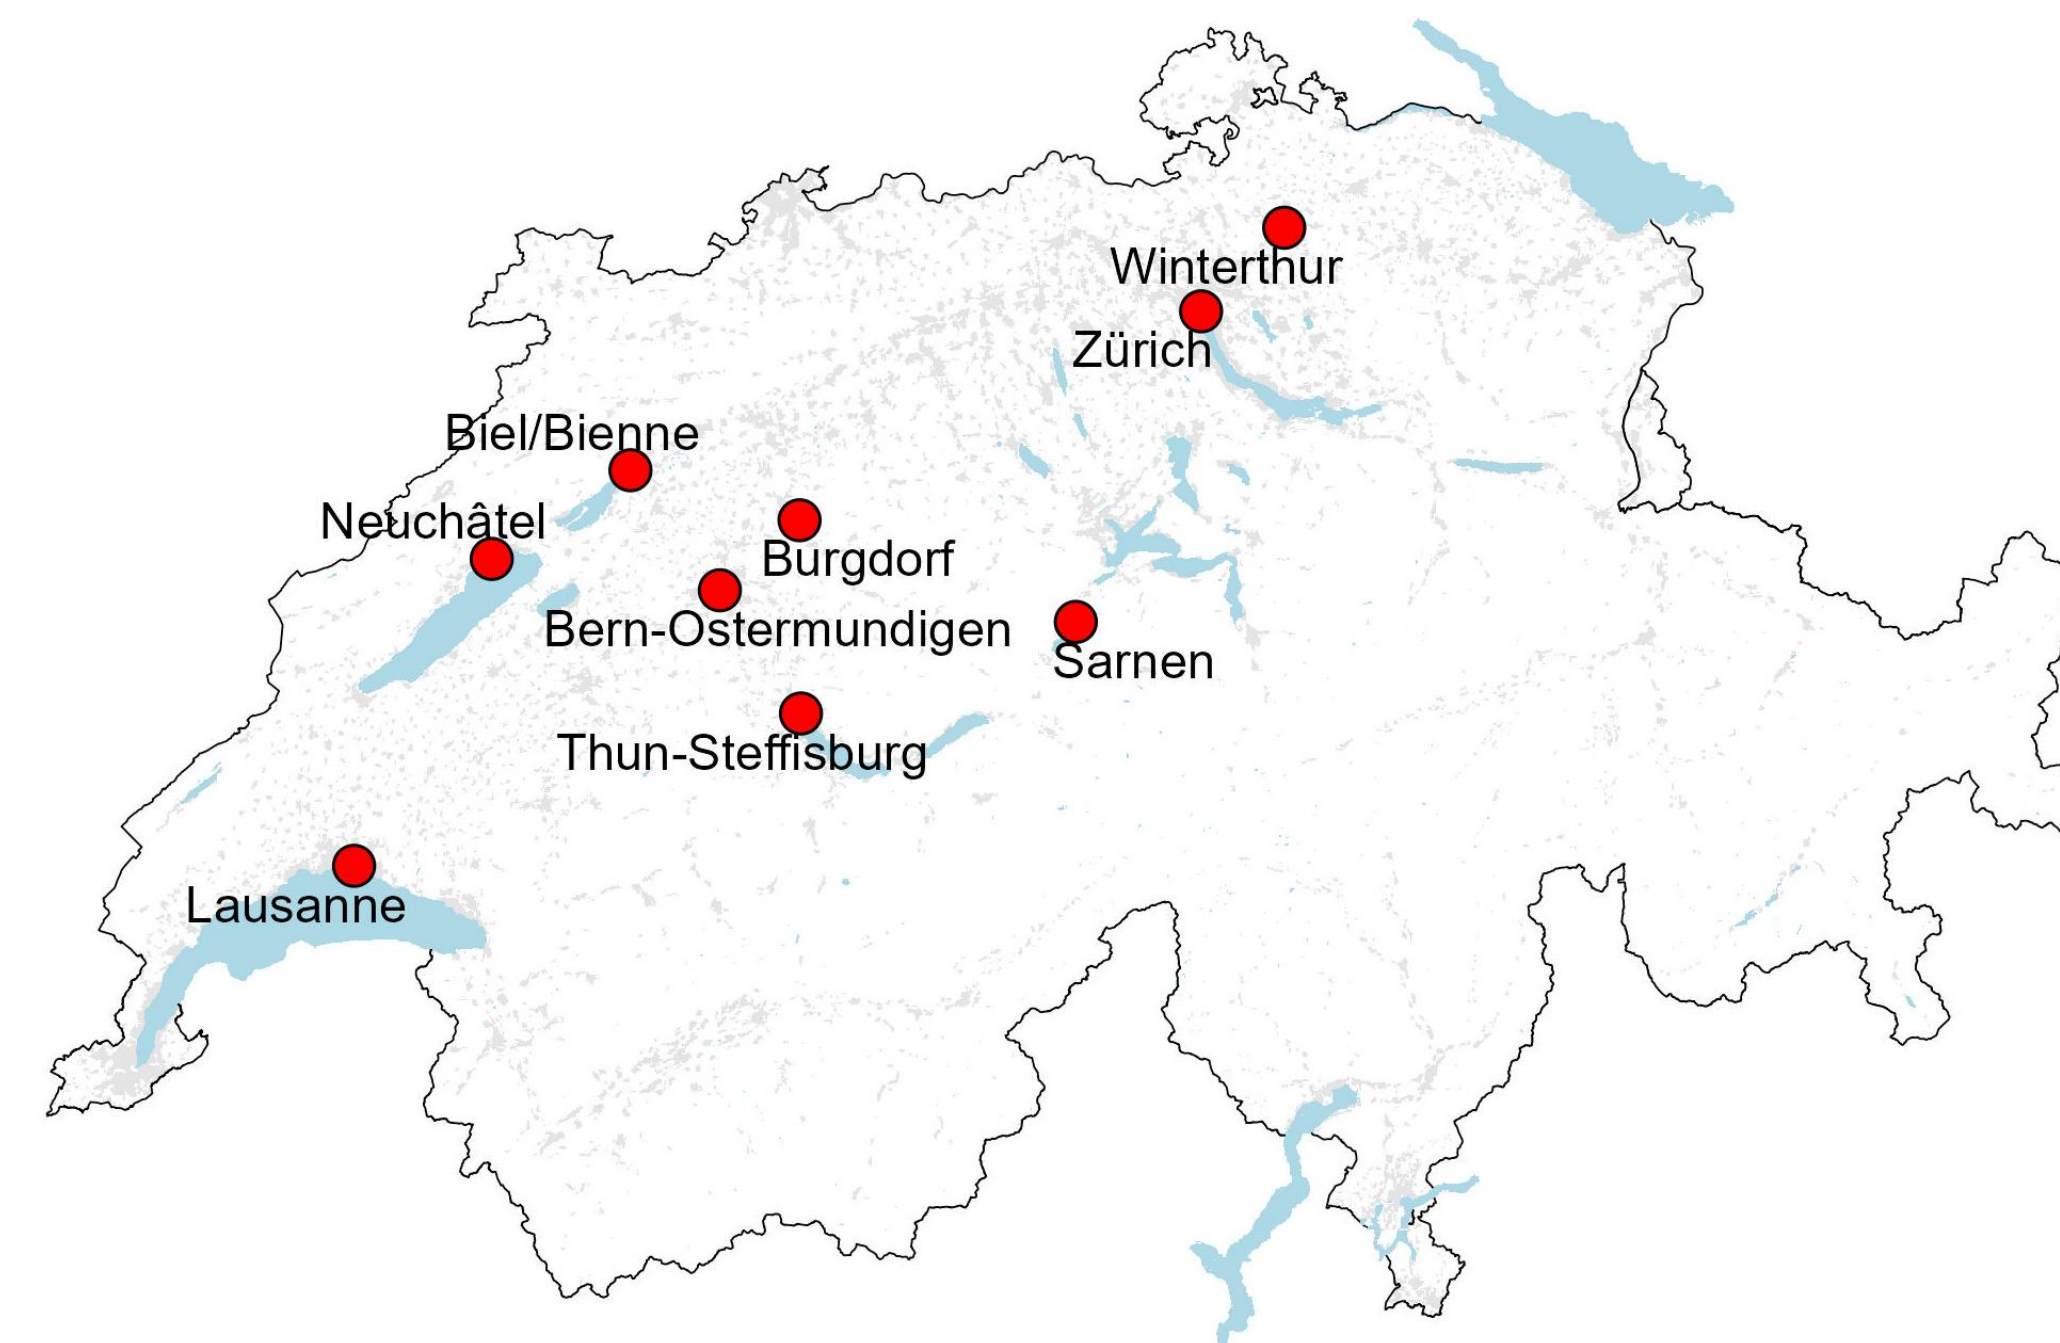 Winterthur
Zürich
Biel/Bienne
Neuchâtel
Burgdorf
Bern-Ostermundigen
Sarnen
Thun-Steffisburg
Lausanne